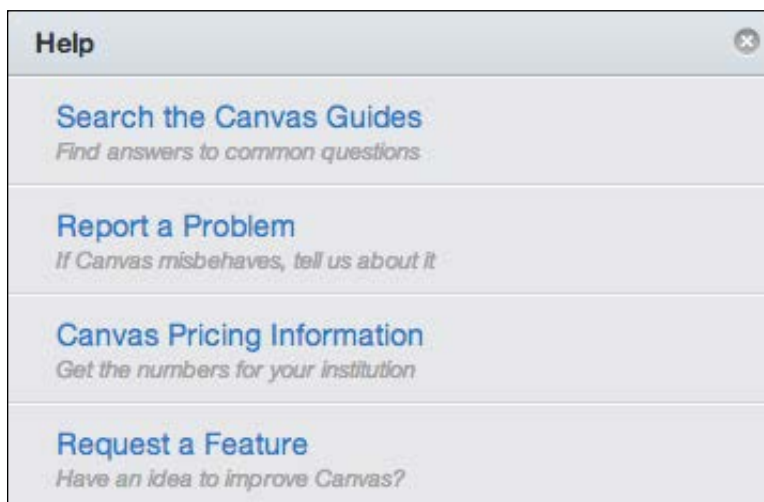 Help
Search the Canvas Guides
Find answers to common questions
Report a Problem
If Canvas misbehaves, tell us about it
Canvas Pricing Information
Get the numbers for your institution
Request a Feature
Have an idea to improve Canvas?